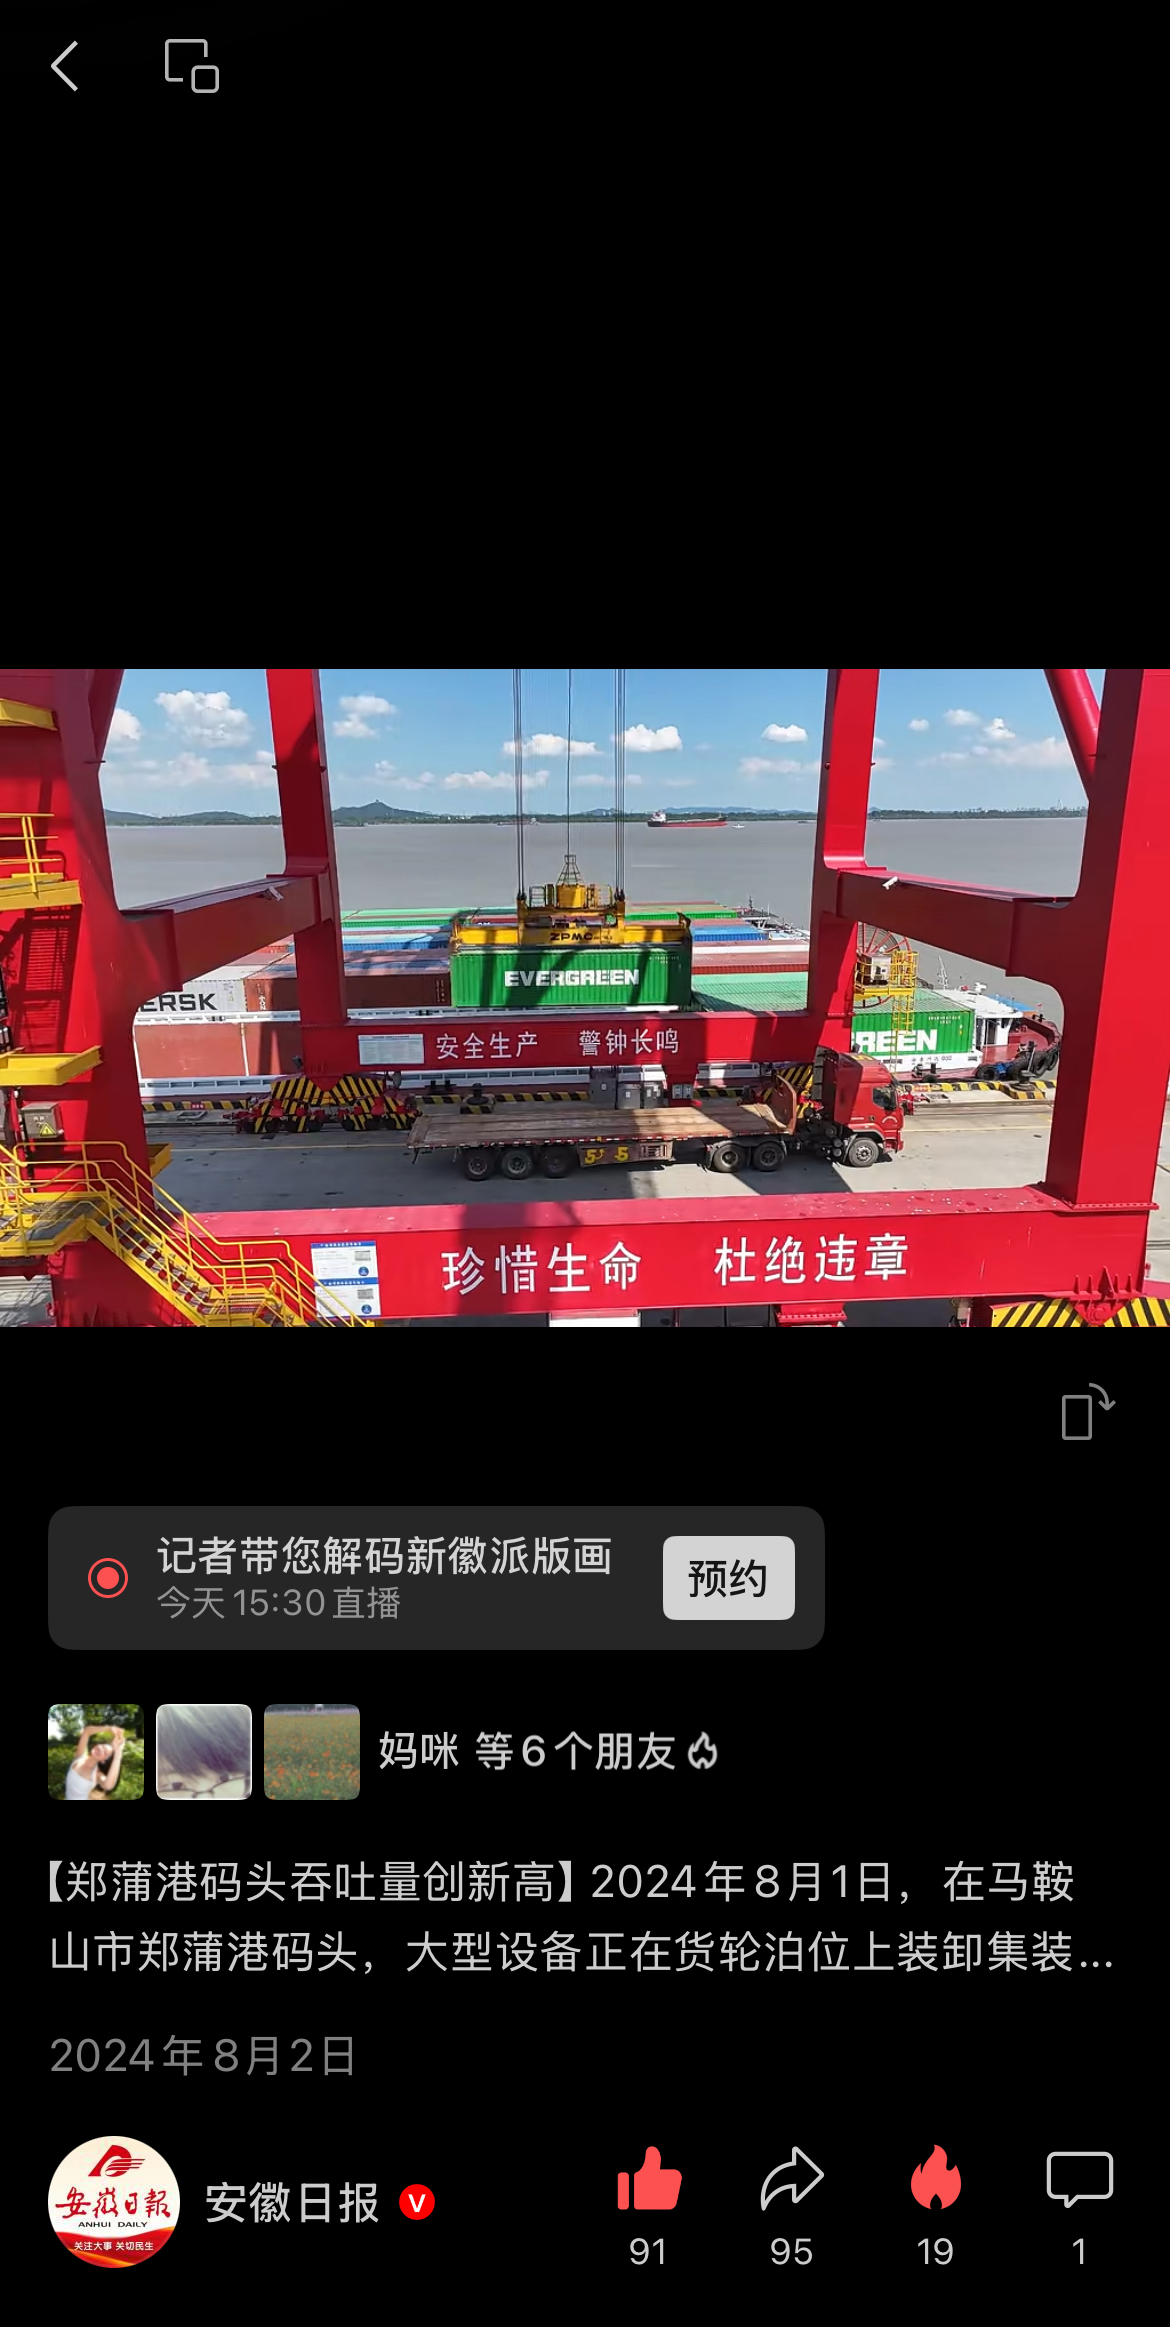 ZPMC
EVERGREEN
ERSK
REEN
安全生产 警钟长鸣
5 5
珍惜生命 杜绝违章
记者带您解码新徽派版画
今天 15:30 直播
预约
妈咪 等6个朋友
【郑蒲港码头吞吐量创新高】2024年8月1日，在马鞍
山市郑蒲港码头，大型设备正在货轮泊位上装卸集装...
2024年8月2日
安徽日報
ANHUI DAILY
关注大事 关切民生
安徽日报 V
91 95 19 1